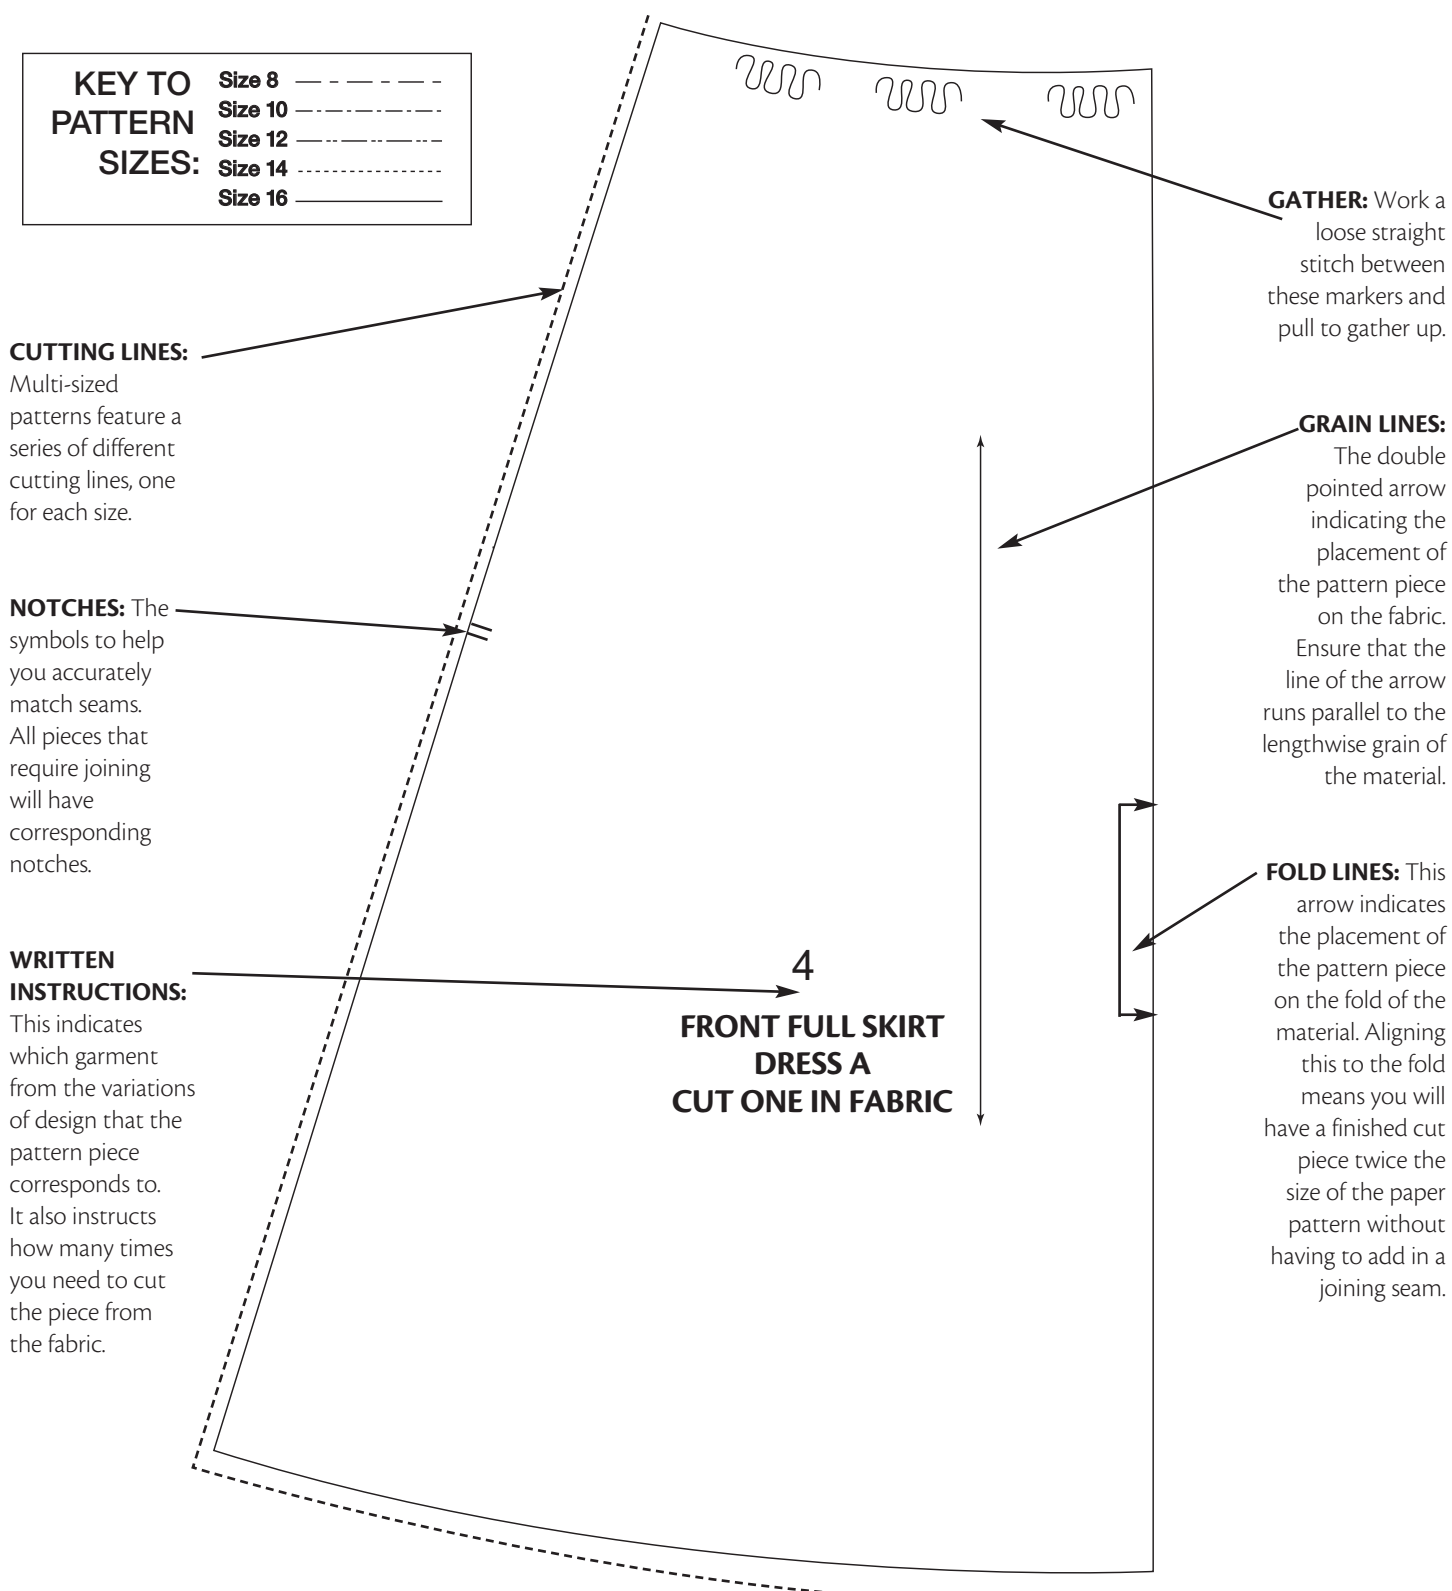 KEY TO
PATTERN
SIZES:
Size 8
Size 10
Size 12
Size 14
Size 16
CUTTING LINES:
Multi-sized
patterns feature a
series of different
cutting lines, one
for each size.
NOTCHES: The
symbols to help
you accurately
match seams.
All pieces that
require joining
will have
corresponding
notches.
WRITTEN
INSTRUCTIONS:
This indicates
which garment
from the variations
of design that the
pattern piece
corresponds to.
It also instructs
how many times
you need to cut
the piece from
the fabric.
4
FRONT FULL SKIRT
DRESS A
CUT ONE IN FABRIC
GATHER: Work a
loose straight
stitch between
these markers and
pull to gather up.
GRAIN LINES:
The double
pointed arrow
indicating the
placement of
the pattern piece
on the fabric.
Ensure that the
line of the arrow
runs parallel to the
lengthwise grain of
the material.
FOLD LINES: This
arrow indicates
the placement of
the pattern piece
on the fold of the
material. Aligning
this to the fold
means you will
have a finished cut
piece twice the
size of the paper
pattern without
having to add in a
joining seam.